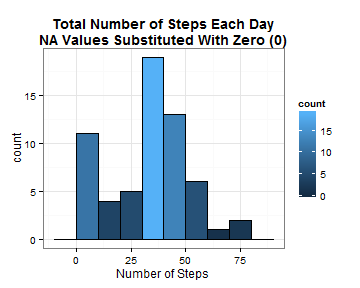 Total Number of Steps Each Day
NA Values Substituted With Zero (0)
count
15
10
5
0
0
25
50
75
Number of Steps
count
15
10
5
0